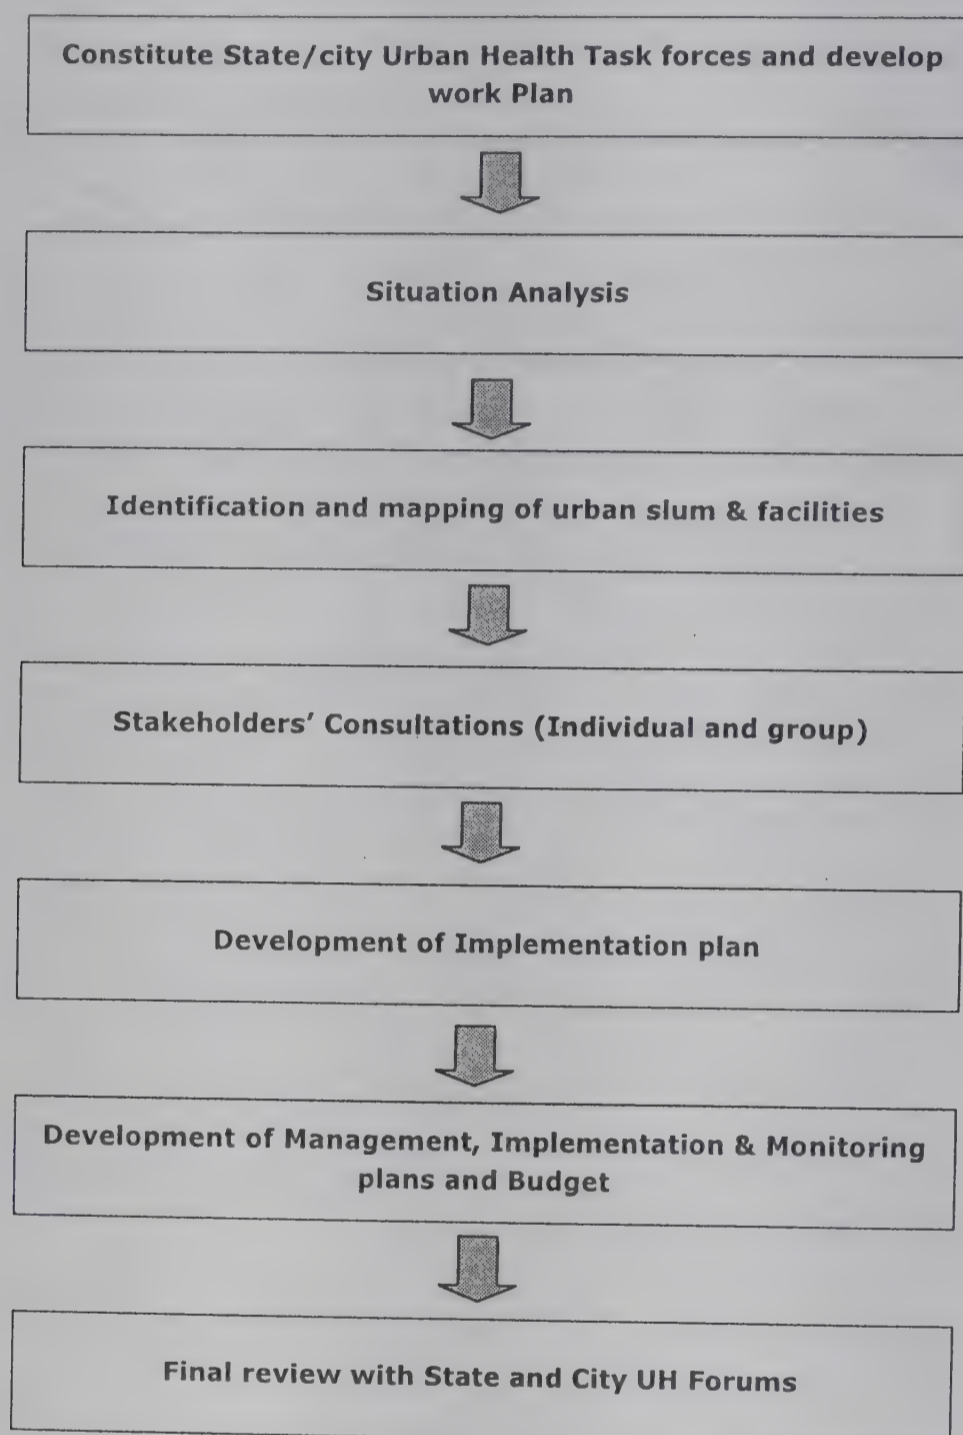 Constitute State/city Urban Health Task forces and develop
work Plan
Situation Analysis
Identification and mapping of urban slum & facilities
Stakeholders' Consultations (Individual and group)
Development of Implementation plan
Development of Management, Implementation & Monitoring
plans and Budget
Final review with State and City UH Forums